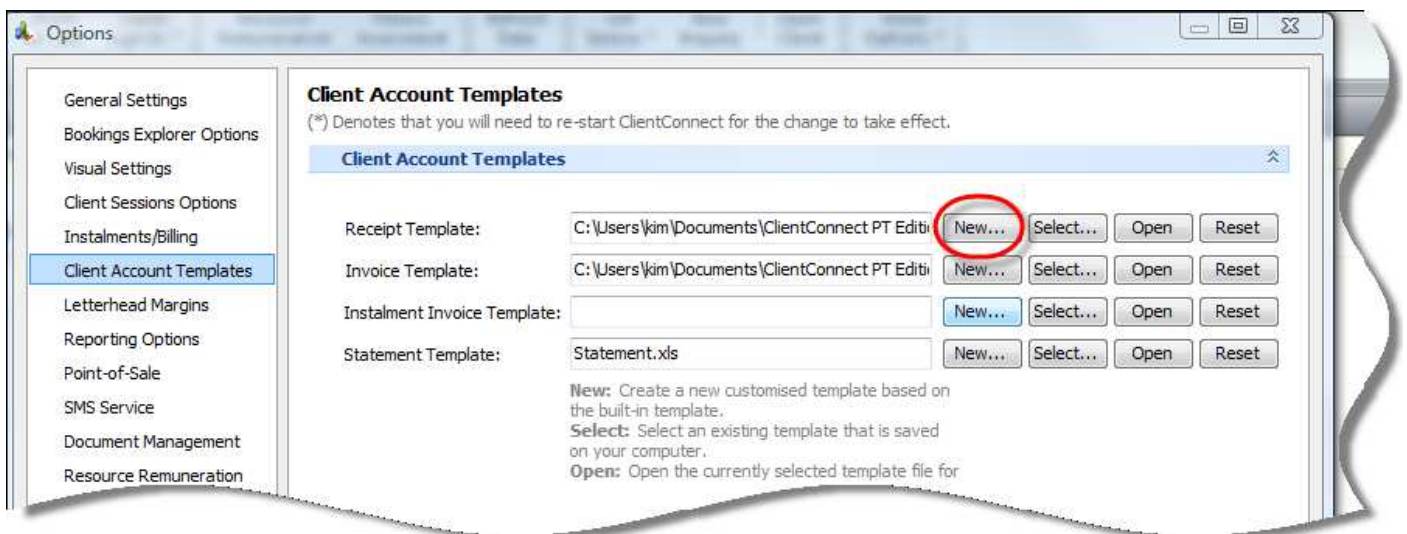 Options
General Settings
Bookings Explorer Options
Visual Settings
Client Sessions Options
Instalments/Billing
Client Account Templates
Letterhead Margins
Reporting Options
Point-of-Sale
SMS Service
Document Management
Resource Remuneration
Client Account Templates
(*) Denotes that you will need to re-start ClientConnect for the change to take effect.
Client Account Templates
Receipt Template: C:\Users\kim\Documents\ClientConnect PT Editi New... Select... Open Reset
Invoice Template: C:\Users\kim\Documents\ClientConnect PT Editi New... Select... Open Reset
Instalment Invoice Template: New... Select... Open Reset
Statement Template: Statement.xls New... Select... Open Reset
New: Create a new customised template based on
the built-in template.
Select: Select an existing template that is saved
on your computer.
Open: Open the currently selected template file for